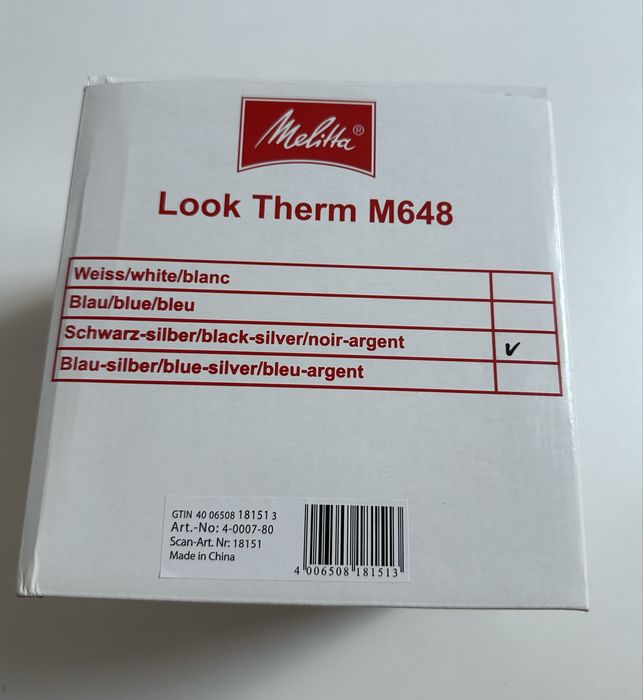 Melitta®
Look Therm M648
Weiss/white/blanc
Blau/blue/bleu
Schwarz-silber/black-silver/noir-argent ✓
Blau-silber/blue-silver/bleu-argent
GTIN 40 06508 18151 3
Art.-No: 4-0007-80
Scan-Art. Nr: 18151
Made in China
4 006508 181513